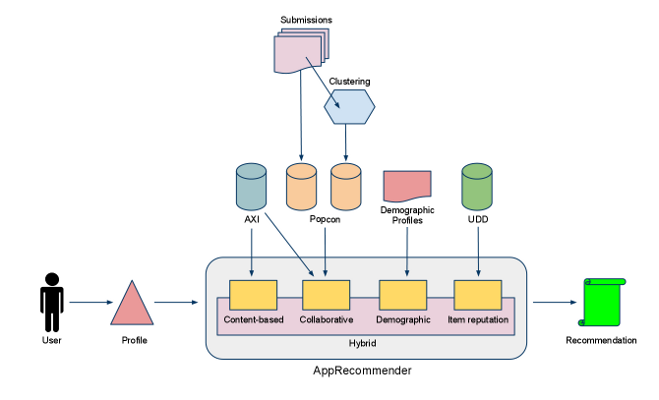 Submissions
Clustering
AXI
Popcon
Demographic
Profiles
UDD
Content-based
Collaborative
Demographic
Item reputation
Hybrid
User
Profile
Recommendation
AppRecommender